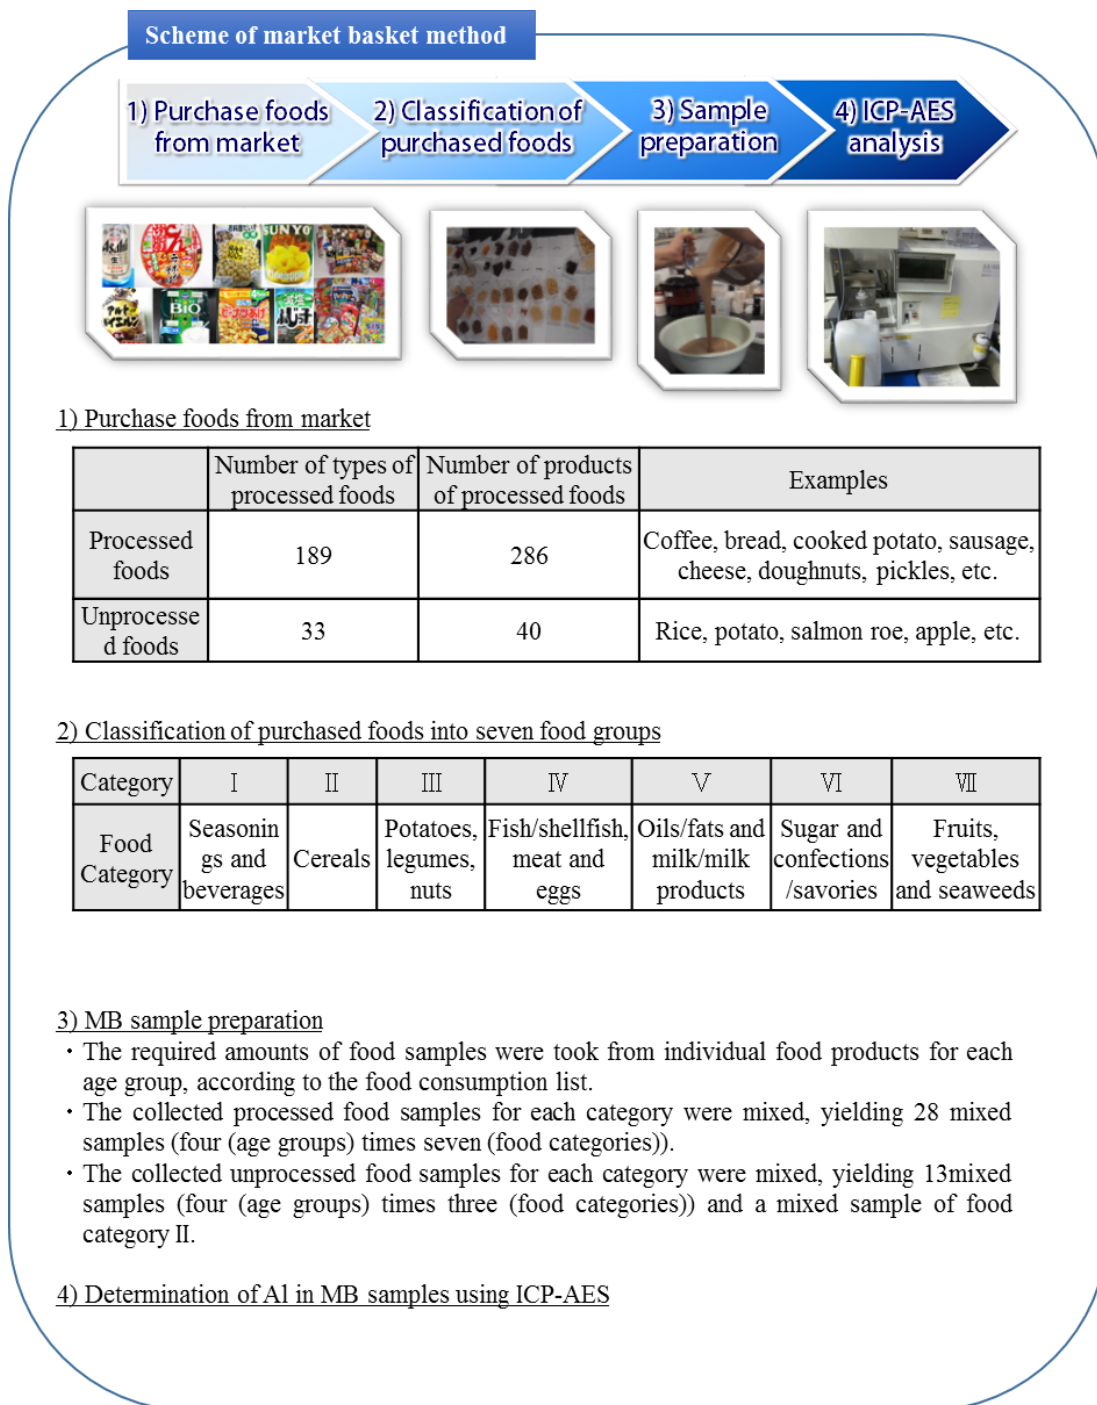 Scheme of market basket method
1) Purchase foods
from market
2) Classification of
purchased foods
3) Sample
preparation
4) ICP-AES
analysis
SUNYO
BiO
1) Purchase foods from market
Number of types of
processed foods
Number of products
of processed foods
Examples
Processed
foods
189
286
Coffee, bread, cooked potato, sausage,
cheese, doughnuts, pickles, etc.
Unprocesse
d foods
33
40
Rice, potato, salmon roe, apple, etc.
2) Classification of purchased foods into seven food groups
Category
Ⅰ
Ⅱ
Ⅲ
Ⅳ
Ⅴ
Ⅵ
Ⅶ
Food
Category
Seasonin
gs and
beverages
Cereals
Potatoes,
legumes,
nuts
Fish/shellfish,
meat and
eggs
Oils/fats and
milk/milk
products
Sugar and
confections
/savories
Fruits,
vegetables
and seaweeds
3) MB sample preparation
・The required amounts of food samples were took from individual food products for each
age group, according to the food consumption list.
・The collected processed food samples for each category were mixed, yielding 28 mixed
samples (four (age groups) times seven (food categories)).
・The collected unprocessed food samples for each category were mixed, yielding 13mixed
samples (four (age groups) times three (food categories)) and a mixed sample of food
category Ⅱ.
4) Determination of Al in MB samples using ICP-AES